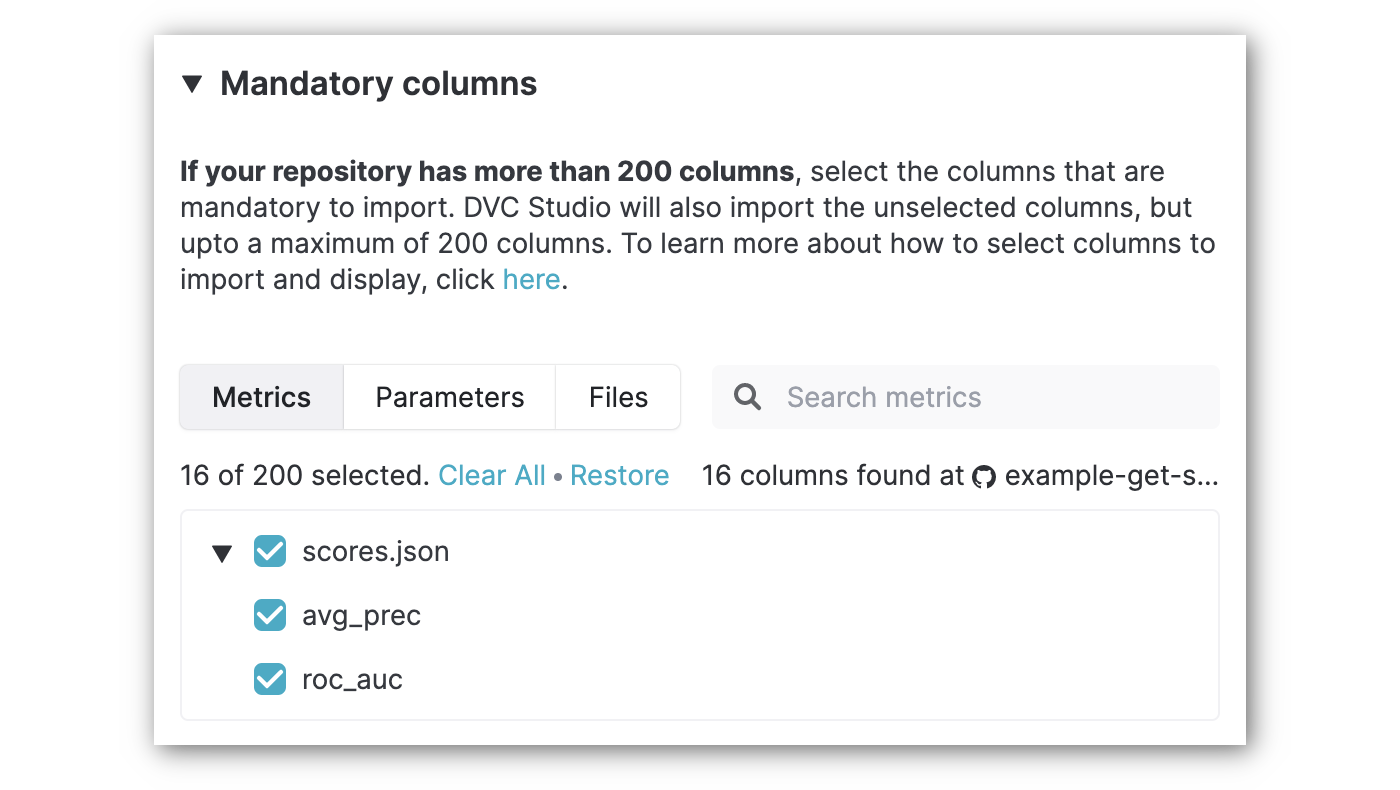 Mandatory columns
If your repository has more than 200 columns, select the columns that are
mandatory to import. DVC Studio will also import the unselected columns, but
upto a maximum of 200 columns. To learn more about how to select columns to
import and display, click here.
Metrics Parameters Files Search metrics
16 of 200 selected. Clear All • Restore 16 columns found at example-get-s...
scores.json
avg_prec
roc_auc